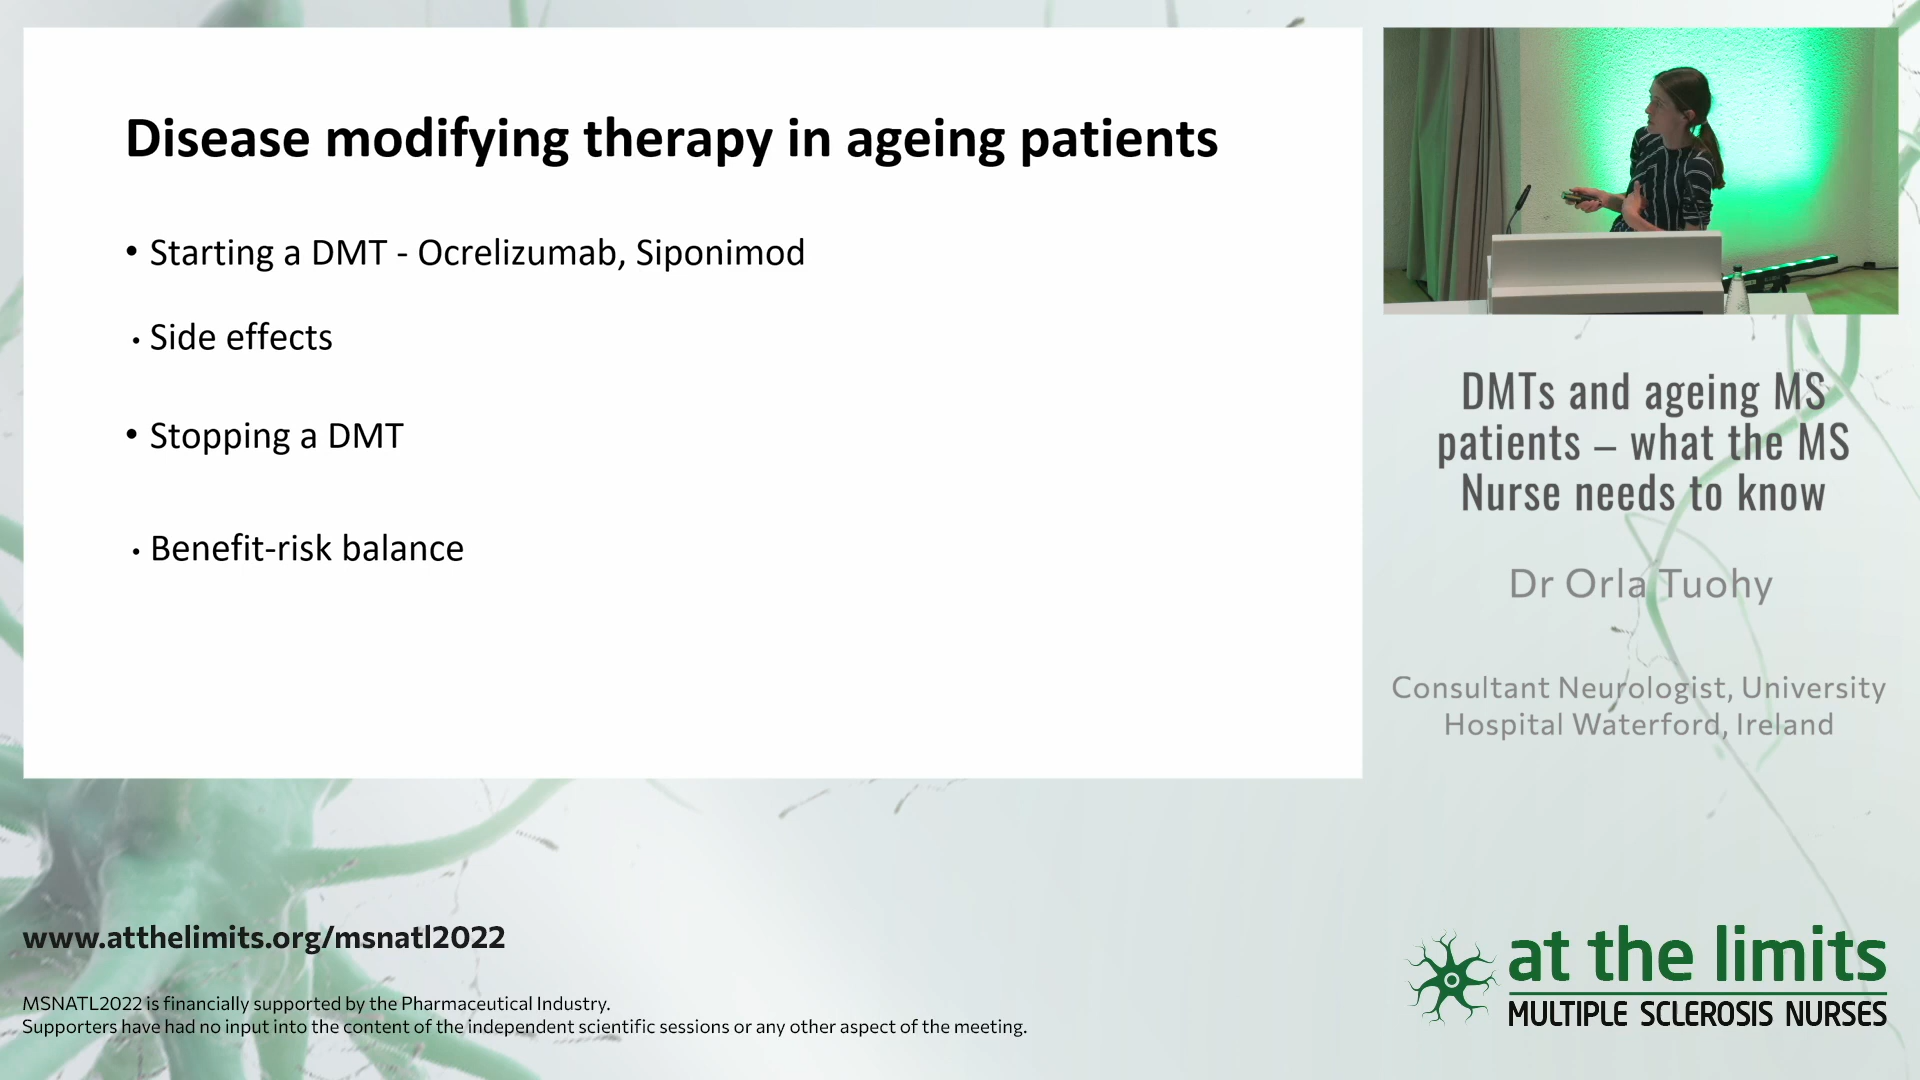 Disease modifying therapy in ageing patients
• Starting a DMT - Ocrelizumab, Siponimod
• Side effects
• Stopping a DMT
• Benefit-risk balance
DMTs and ageing MS
patients – what the MS
Nurse needs to know
Dr Orla Tuohy
Consultant Neurologist, University
Hospital Waterford, Ireland
www.atthelimits.org/msnatl2022
MSNATL2022 is financially supported by the Pharmaceutical Industry.
Supporters have had no input into the content of the independent scientific sessions or any other aspect of the meeting.
at the limits
MULTIPLE SCLEROSIS NURSES